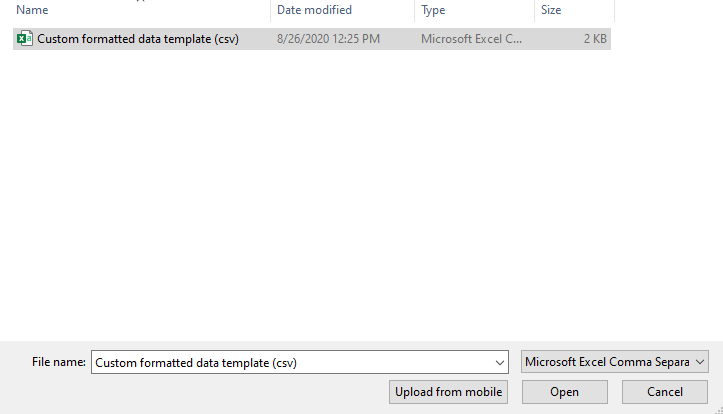 Name Date modified Type Size
Custom formatted data template (csv) 8/26/2020 12:25 PM Microsoft Excel C... 2 KB
File name: Custom formatted data template (csv) Microsoft Excel Comma Separa
Upload from mobile Open Cancel